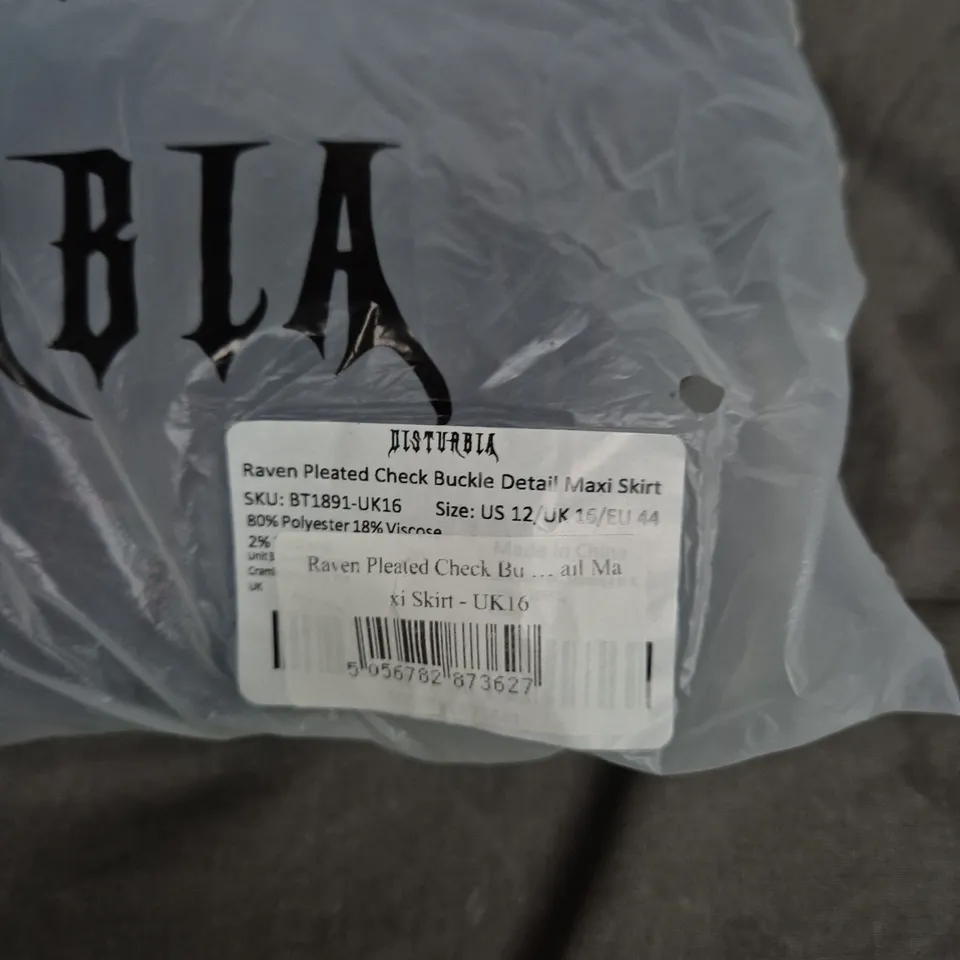 BIA
DISTURBIA
Raven Pleated Check Buckle Detail Maxi Skirt
SKU: BT1891-UK16 Size: US 12/UK 16/EU 44
80% Polyester 18% Viscose
2%
Made in China
Unit
UK
Raven Pleated Check Bu ... ail Ma
xi Skirt - UK16
5 056782 873627